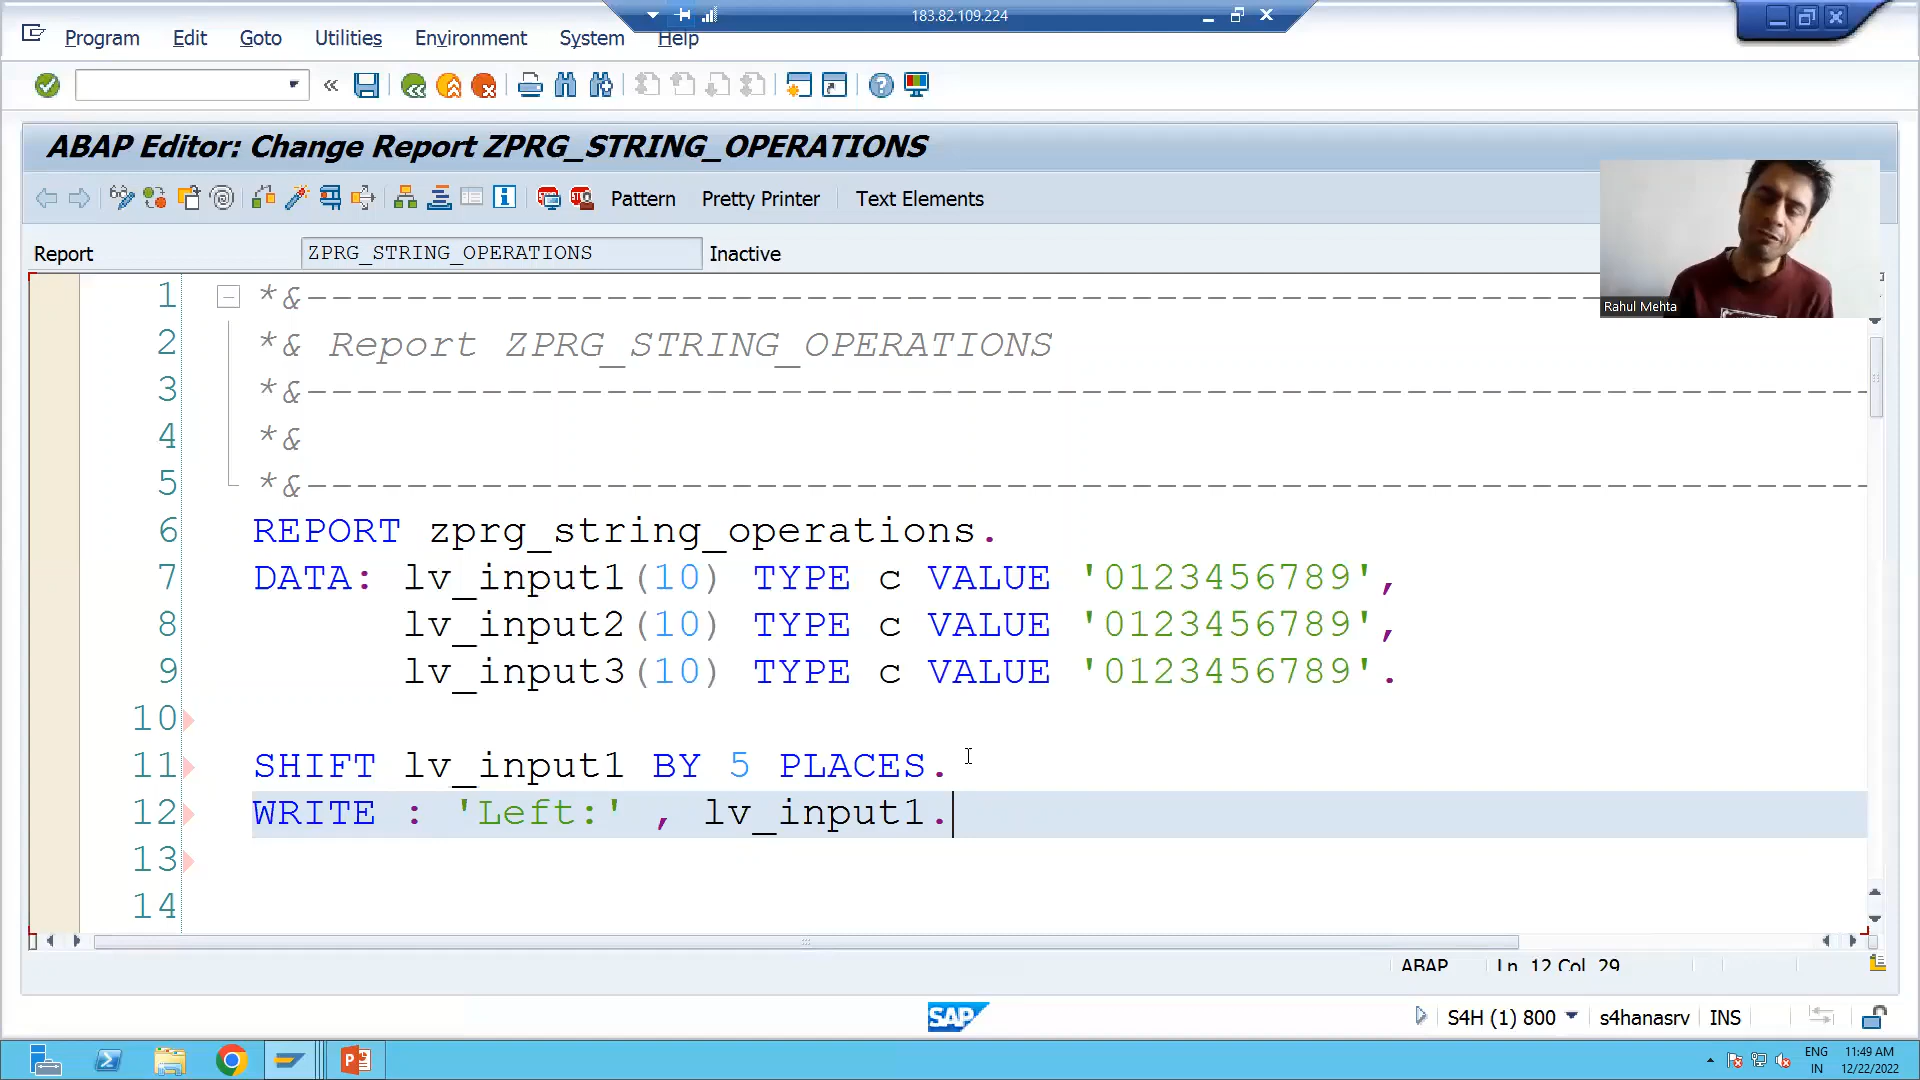 183.82.109.224
Program Edit Goto Utilities Environment System Help
ABAP Editor: Change Report ZPRG_STRING_OPERATIONS
Pattern Pretty Printer Text Elements
Report ZPRG_STRING_OPERATIONS Inactive
Rahul Mehta
1 *&---------------------------------------------------------------------
2 *& Report ZPRG_STRING_OPERATIONS
3 *&---------------------------------------------------------------------
4 *&
5 *&---------------------------------------------------------------------
6 REPORT zprg_string_operations.
7 DATA: lv_input1(10) TYPE c VALUE '0123456789',
8 lv_input2(10) TYPE c VALUE '0123456789',
9 lv_input3(10) TYPE c VALUE '0123456789'.
10
11 SHIFT lv_input1 BY 5 PLACES.
12 WRITE : 'Left:' , lv_input1.
13
14
ABAP Ln 12 Col 29
SAP S4H (1) 800 s4hanasrv INS
ENG 11:49 AM
IN 12/22/2022